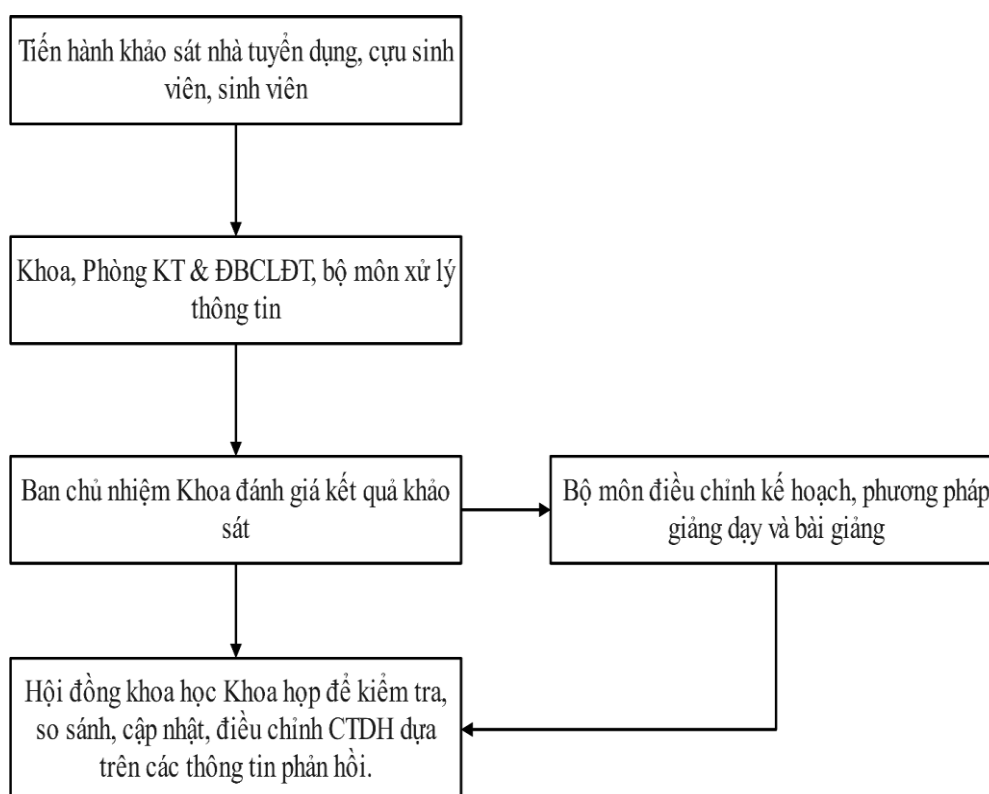 Tiến hành khảo sát nhà tuyển dụng, cựu sinh
viên, sinh viên
Khoa, Phòng KT & ĐBCLĐT, bộ môn xử lý
thông tin
Ban chủ nhiệm Khoa đánh giá kết quả khảo
sát
Bộ môn điều chỉnh kế hoạch, phương pháp
giảng dạy và bài giảng
Hội đồng khoa học Khoa họp để kiểm tra,
so sánh, cập nhật, điều chỉnh CTDH dựa
trên các thông tin phản hồi.